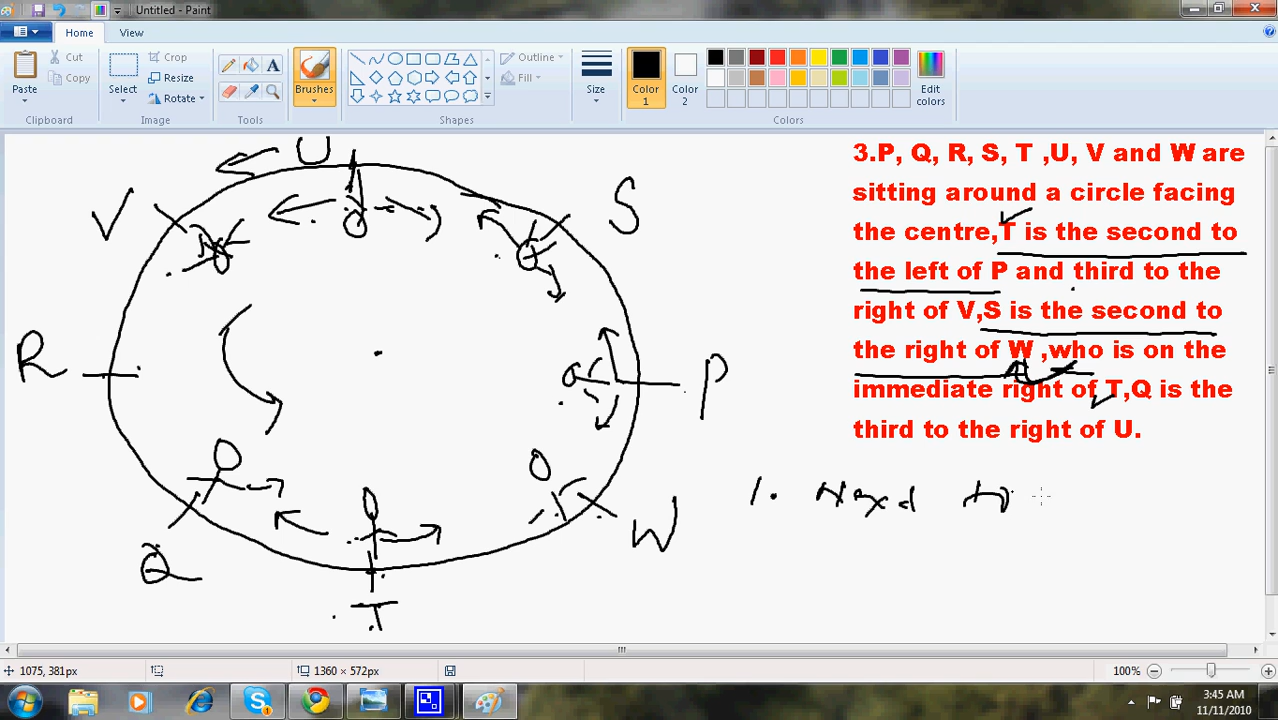 Untitled - Paint
Home
View
Paste
Cut
Copy
Clipboard
Select
Crop
Resize
Rotate
Image
Tools
Brushes
Outline
Fill
Shapes
Size
Color 1
Color 2
Edit colors
Colors
U
V
S
R
P
Q
W
T
3.P, Q, R, S, T ,U, V and W are
sitting around a circle facing
the centre,T is the second to
the left of P and third to the
right of V,S is the second to
the right of W ,who is on the
immediate right of T,Q is the
third to the right of U.
1. Next to
1075, 381px
1360 × 572px
100%
3:45 AM
11/11/2010